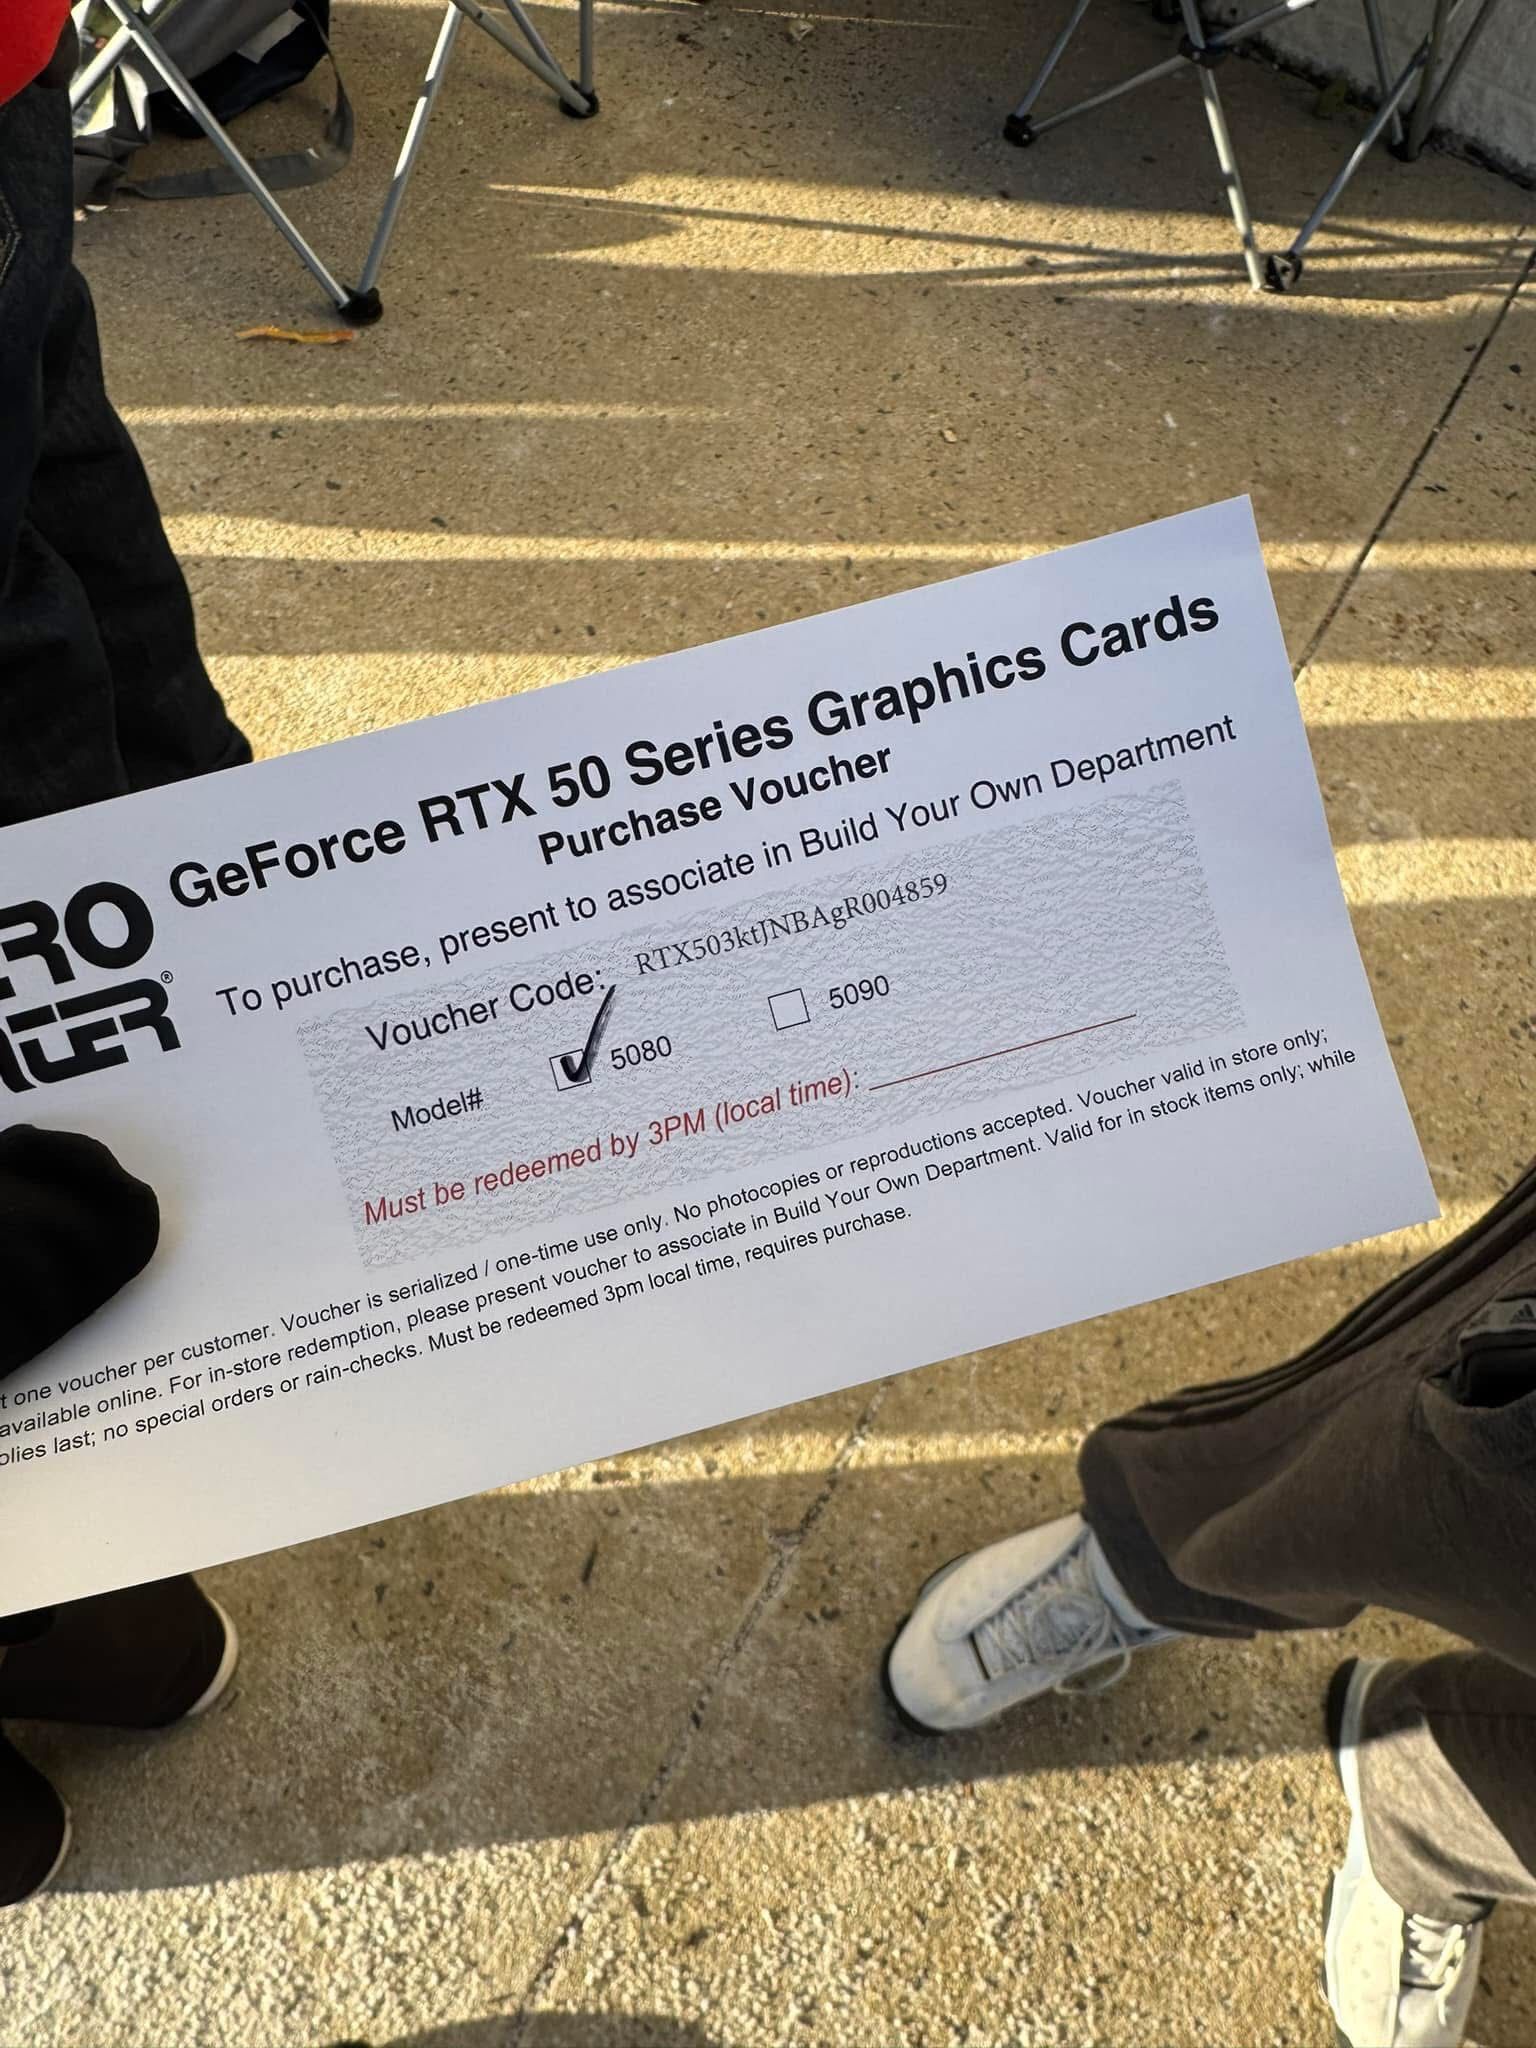 GeForce RTX 50 Series Graphics Cards
Purchase Voucher
To purchase, present to associate in Build Your Own Department
Voucher Code: RTX503ktJNBAgR004859
Model# 5080 5090
Must be redeemed by 3PM (local time):
one voucher per customer. Voucher is serialized / one-time use only. No photocopies or reproductions accepted. Voucher valid in store only;
available online. For in-store redemption, please present voucher to associate in Build Your Own Department. Valid for in stock items only; while
last; no special orders or rain-checks. Must be redeemed 3pm local time, requires purchase.